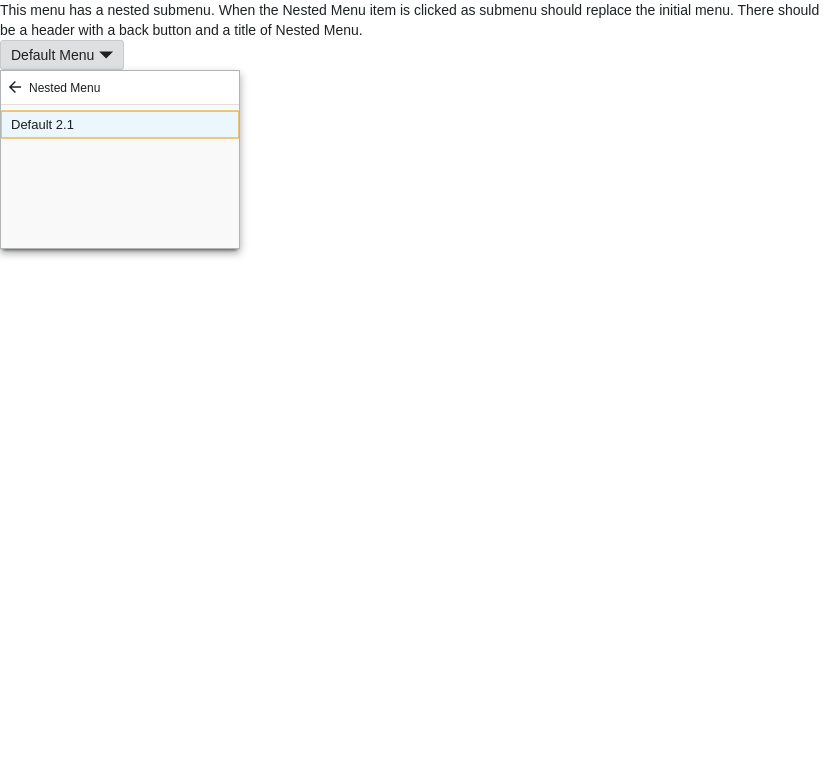 This menu has a nested submenu. When the Nested Menu item is clicked as submenu should replace the initial menu. There should
be a header with a back button and a title of Nested Menu.
Default Menu
Nested Menu
Default 2.1